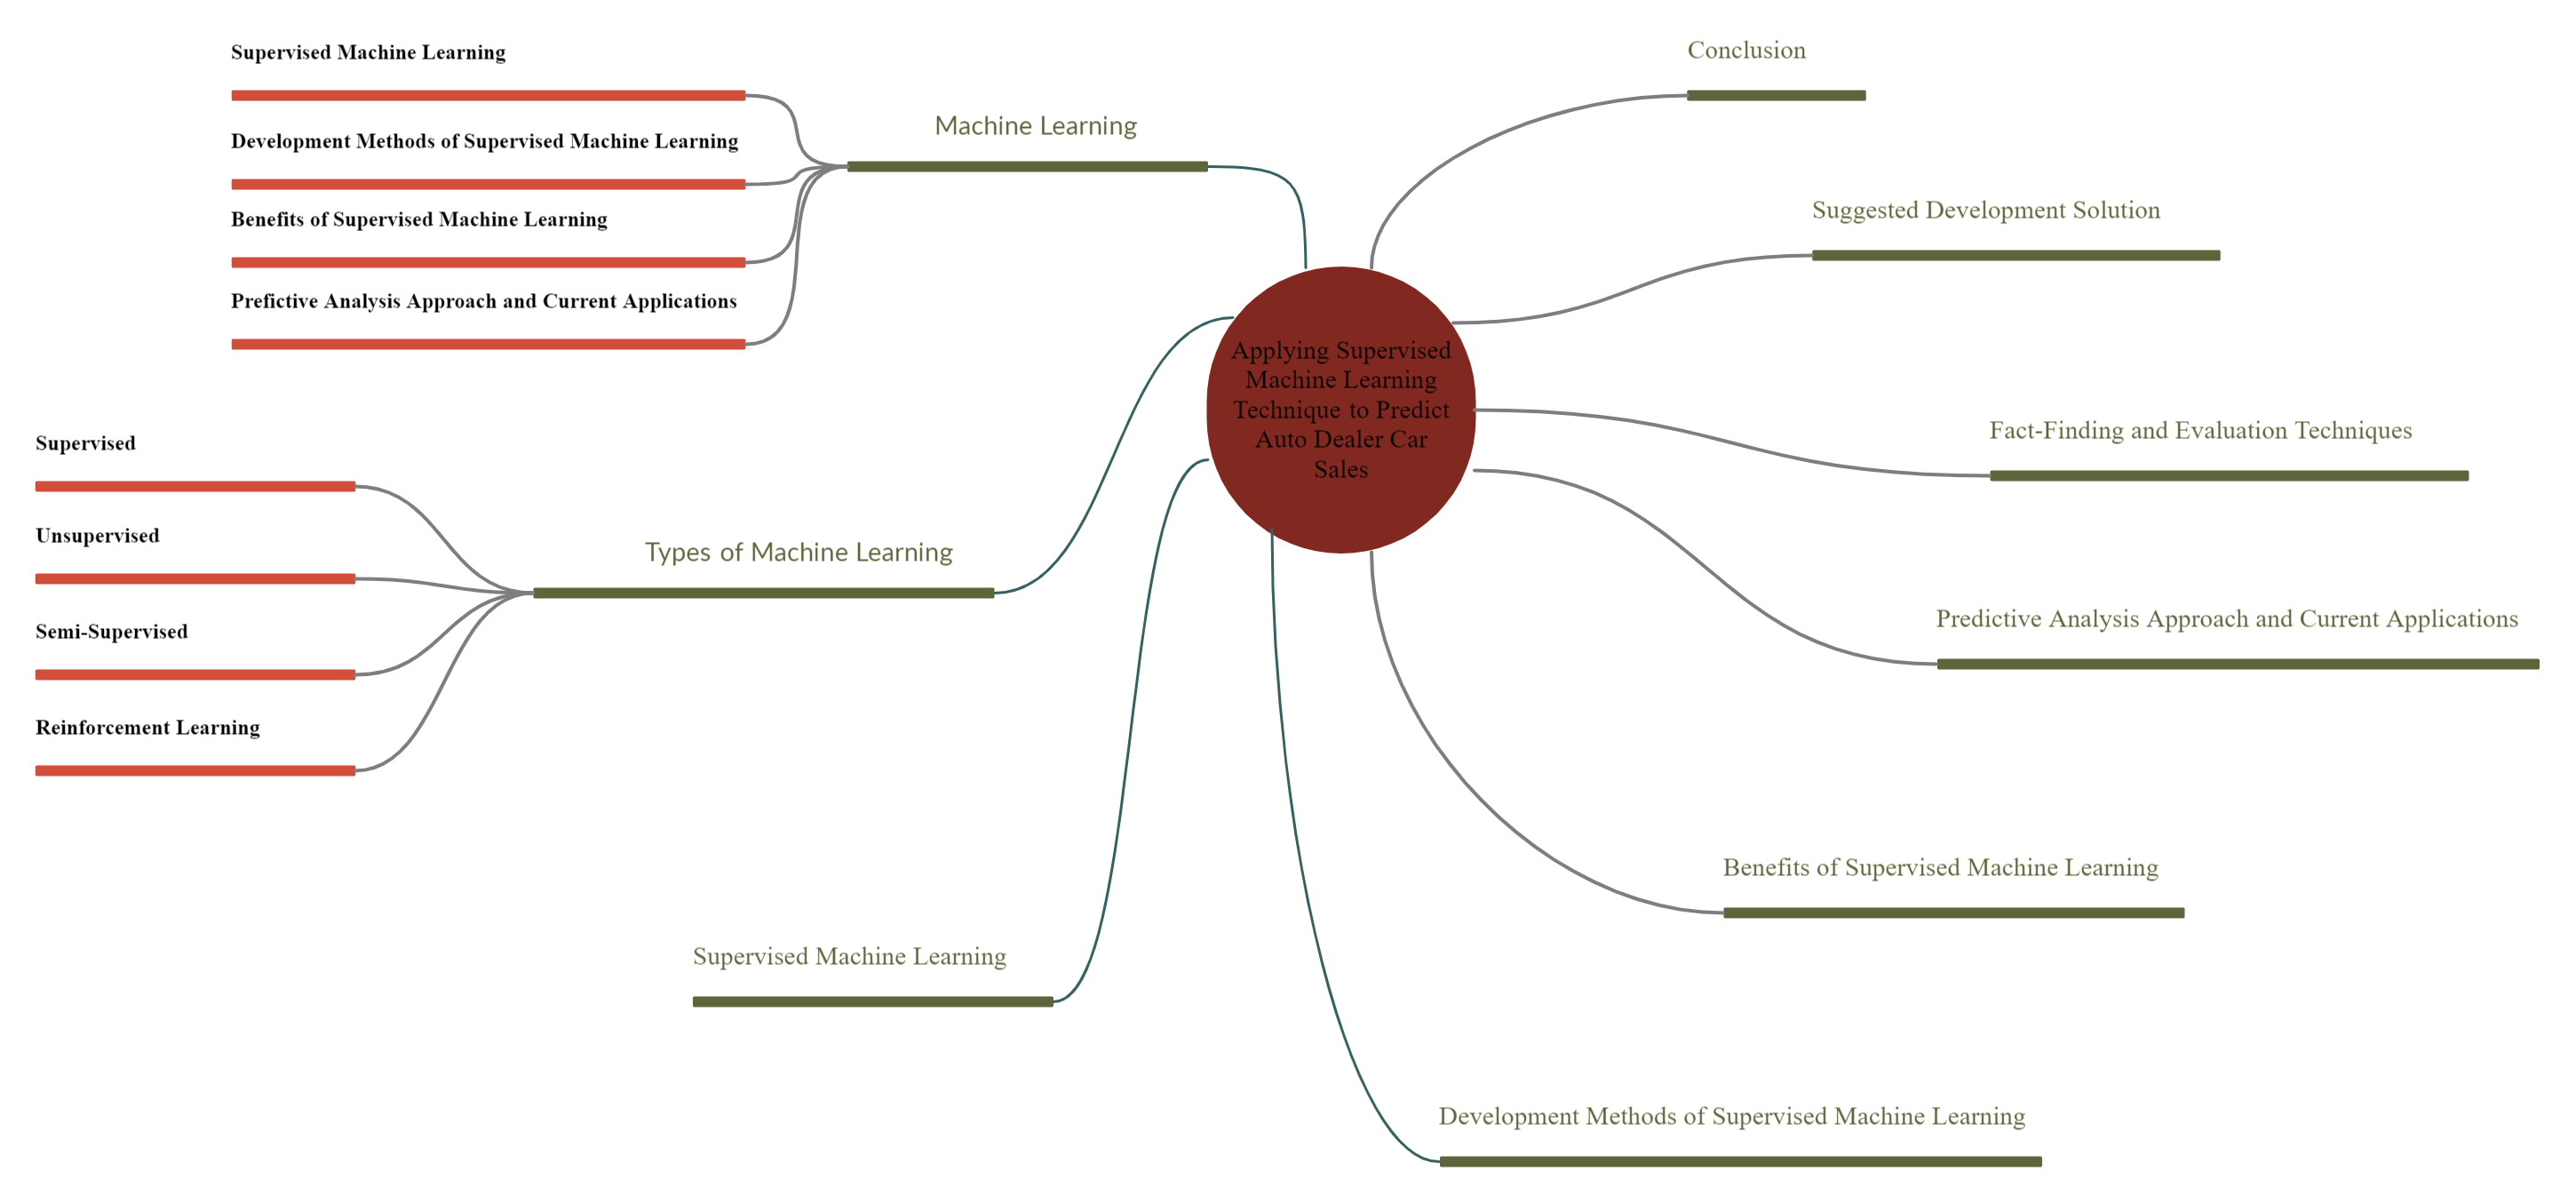 Supervised Machine Learning
Development Methods of Supervised Machine Learning
Benefits of Supervised Machine Learning
Prefictive Analysis Approach and Current Applications
Machine Learning
Supervised
Unsupervised
Semi-Supervised
Reinforcement Learning
Types of Machine Learning
Supervised Machine Learning
Applying Supervised
Machine Learning
Technique to Predict
Auto Dealer Car
Sales
Conclusion
Suggested Development Solution
Fact-Finding and Evaluation Techniques
Predictive Analysis Approach and Current Applications
Benefits of Supervised Machine Learning
Development Methods of Supervised Machine Learning